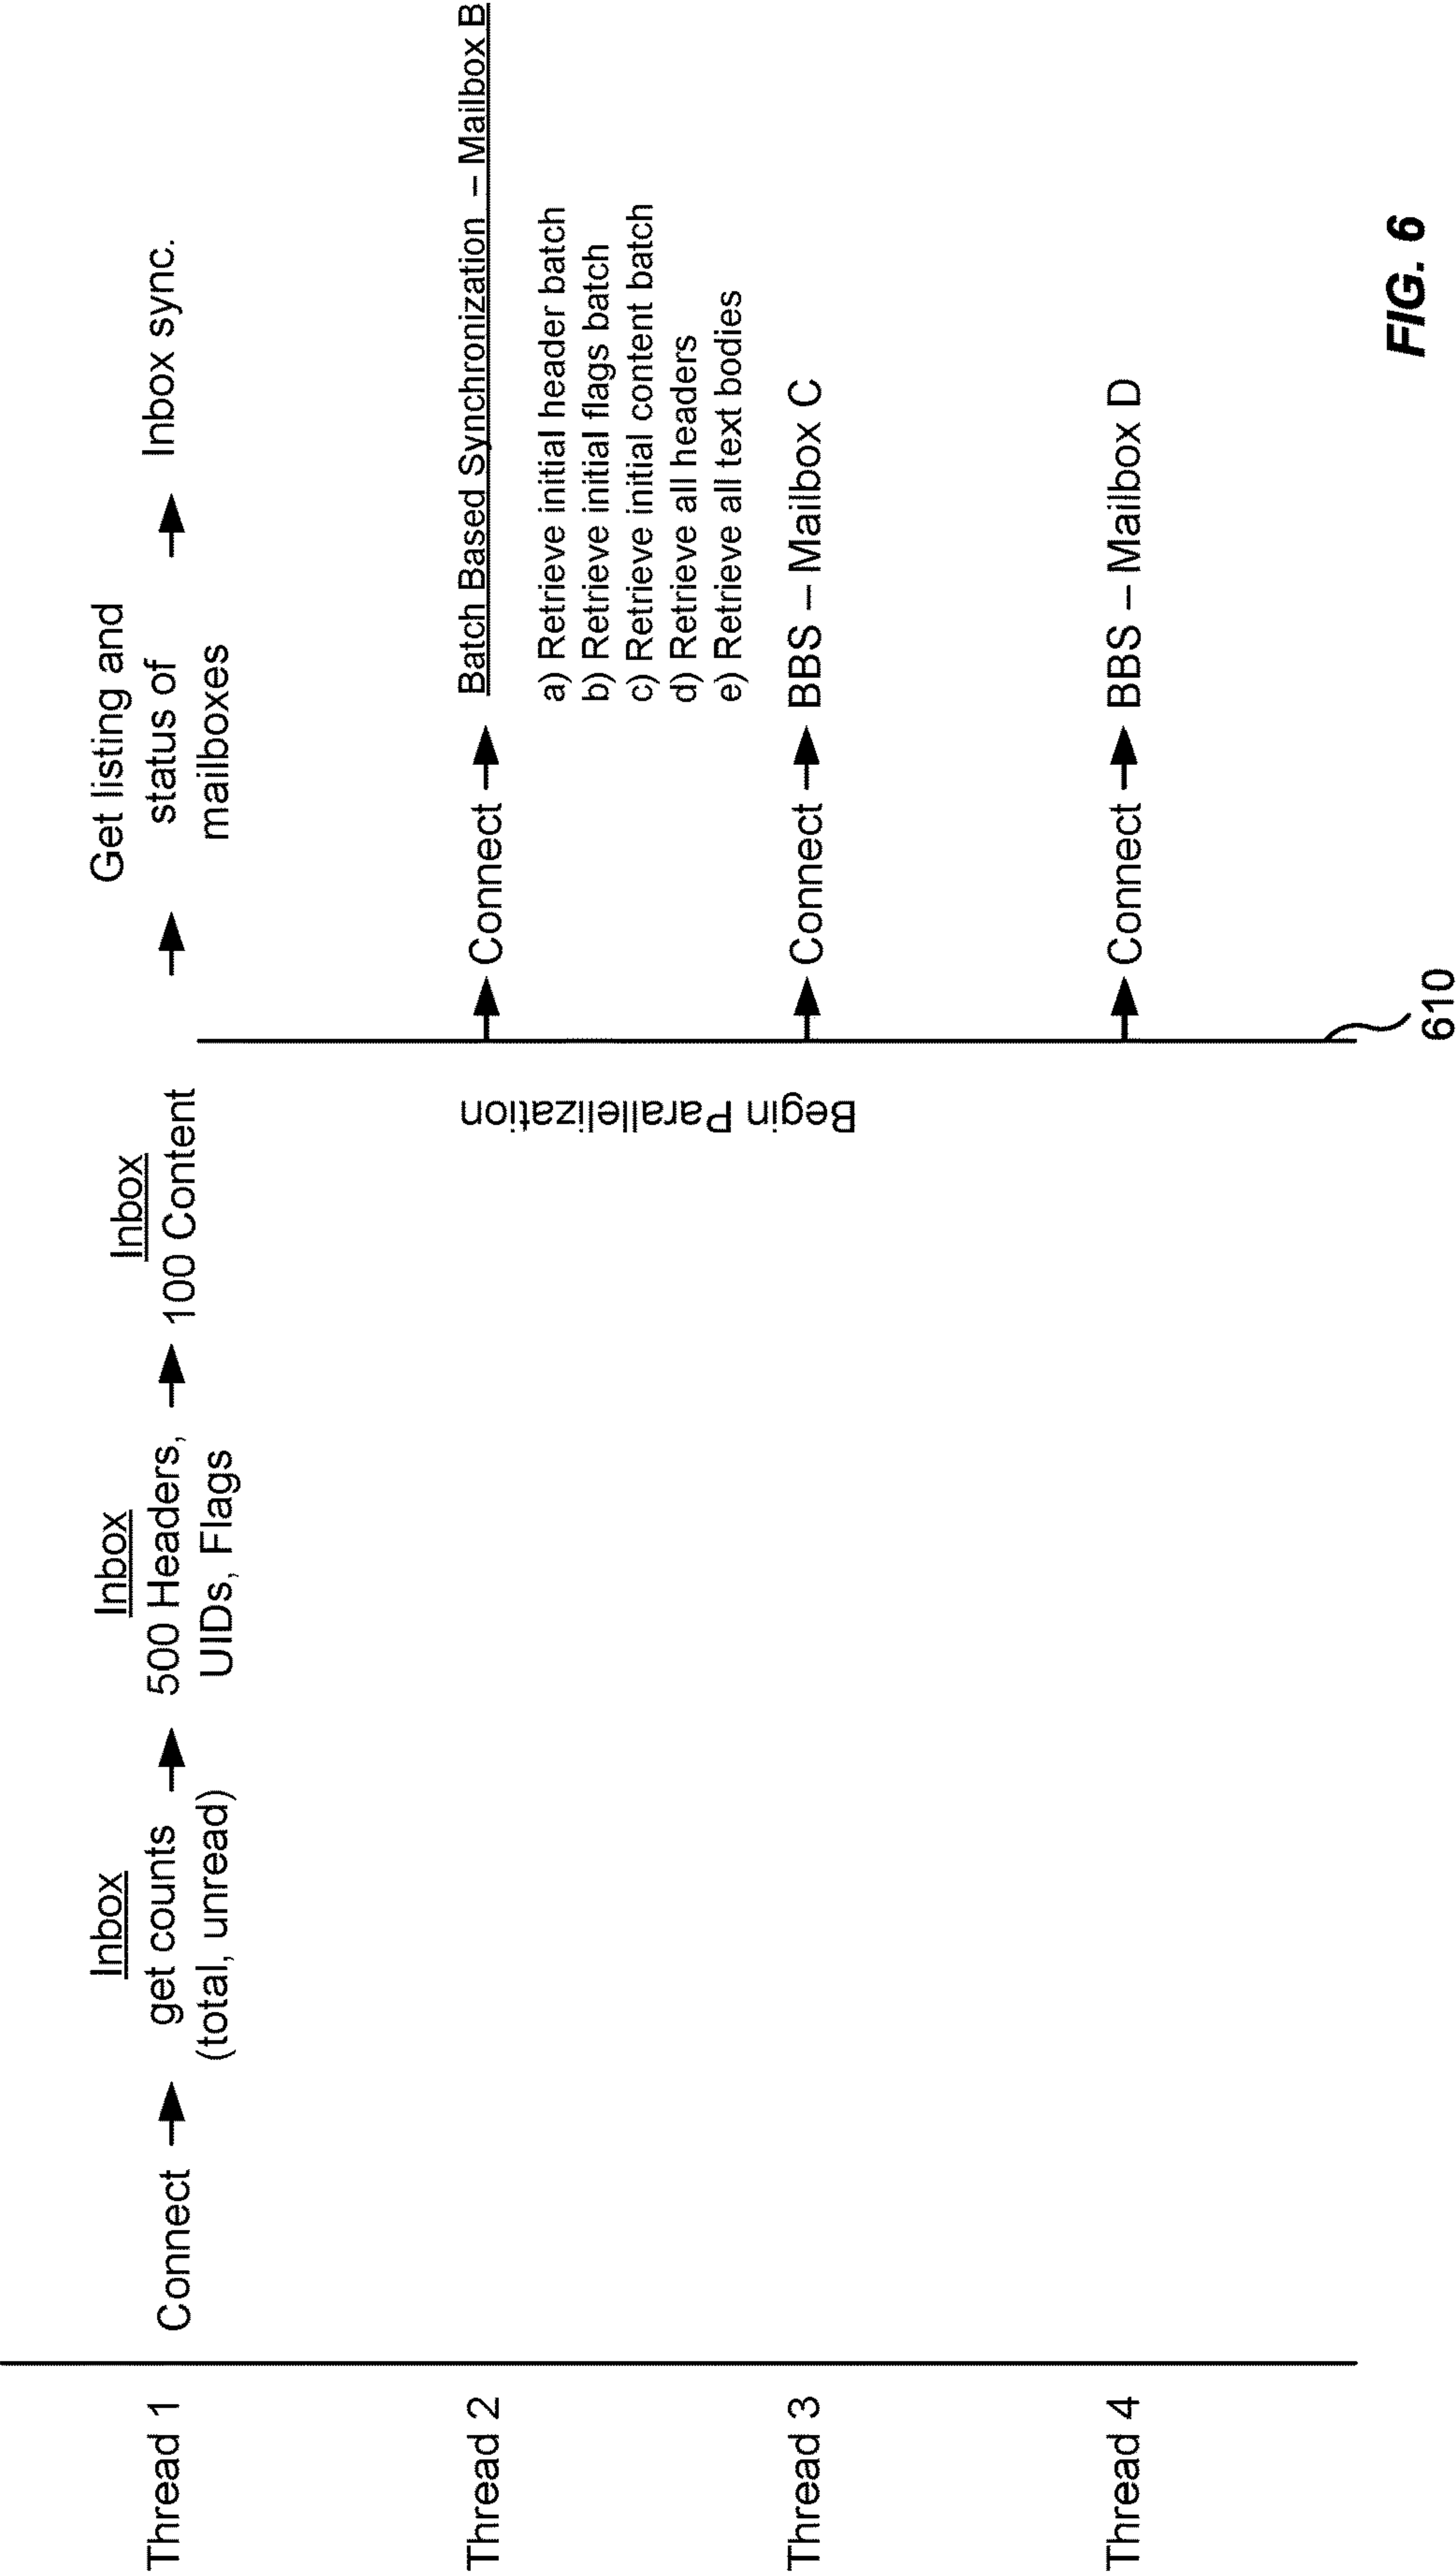 Thread 1
Connect
Inbox
get counts
(total, unread)
Inbox
500 Headers,
UIDs, Flags
Inbox
100 Content
Get listing and
status of
mailboxes
Inbox sync.
Begin Parallelization
Thread 2
Connect
Batch Based Synchronization – Mailbox B
a) Retrieve initial header batch
b) Retrieve initial flags batch
c) Retrieve initial content batch
d) Retrieve all headers
e) Retrieve all text bodies
Thread 3
Connect
BBS – Mailbox C
Thread 4
Connect
BBS – Mailbox D
610
FIG. 6